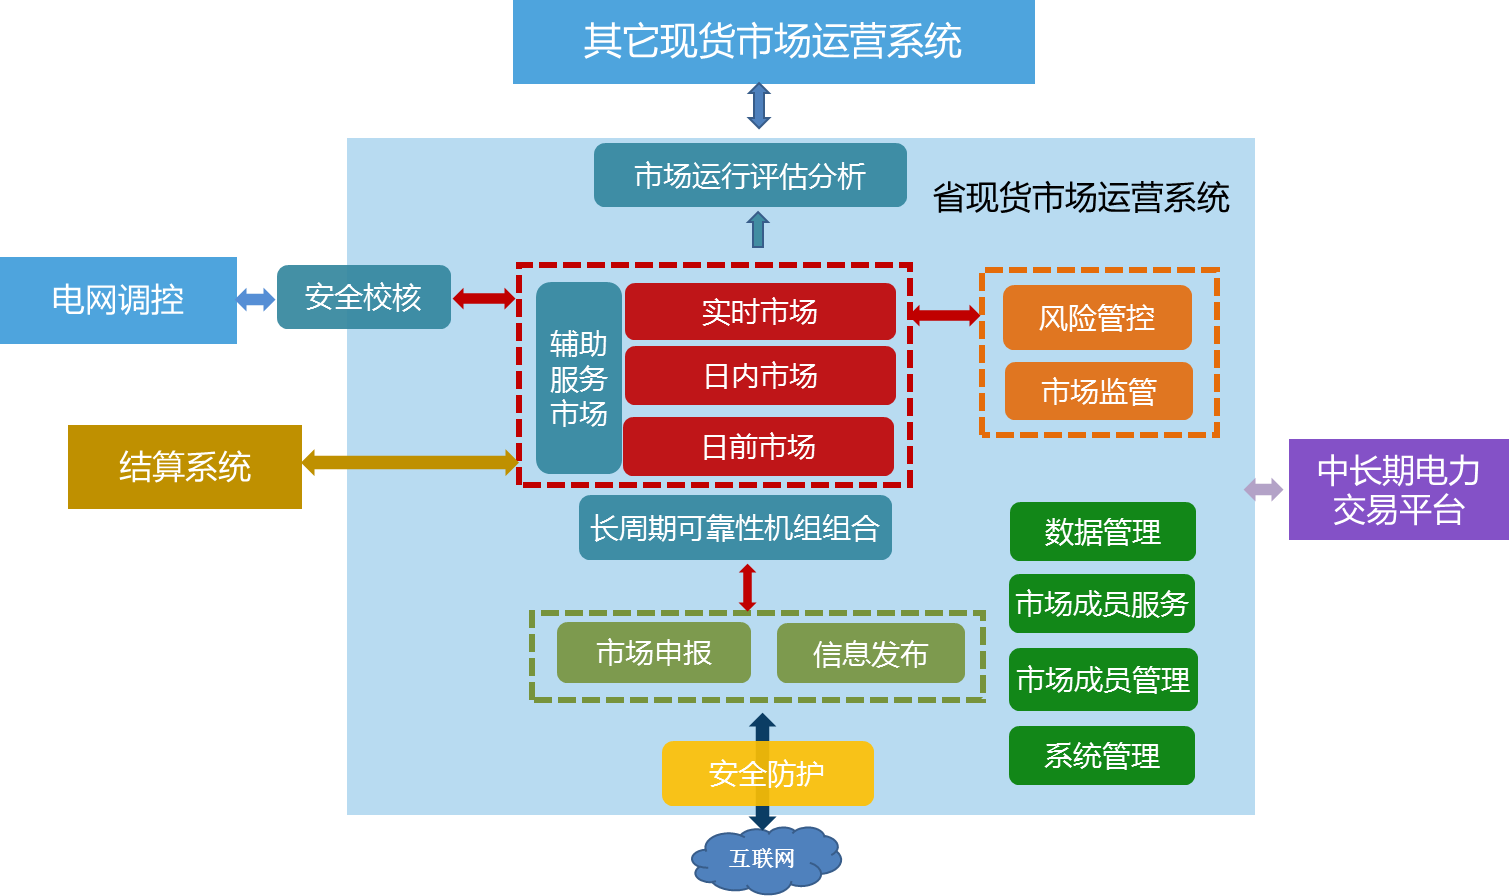 其它现货市场运营系统
市场运行评估分析
省现货市场运营系统
电网调控
安全校核
辅助
服务
市场
实时市场
日内市场
日前市场
风险管控
市场监管
结算系统
中长期电力
交易平台
长周期可靠性机组组合
数据管理
市场成员服务
市场申报
信息发布
市场成员管理
系统管理
安全防护
互联网